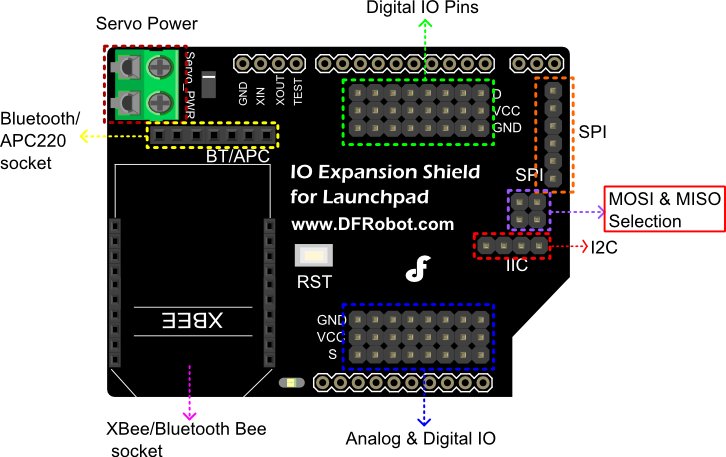 Digital IO Pins
Servo Power
Servo_PWR
GND
XIN
XOUT
TEST
D
VCC
GND
SPI
Bluetooth/
APC220
socket
BT/APC
IO Expansion Shield
for Launchpad
www.DFRobot.com
SPI
MOSI & MISO
Selection
I2C
IIC
RST
XBEE
GND
VCC
S
XBee/Bluetooth Bee
socket
Analog & Digital IO